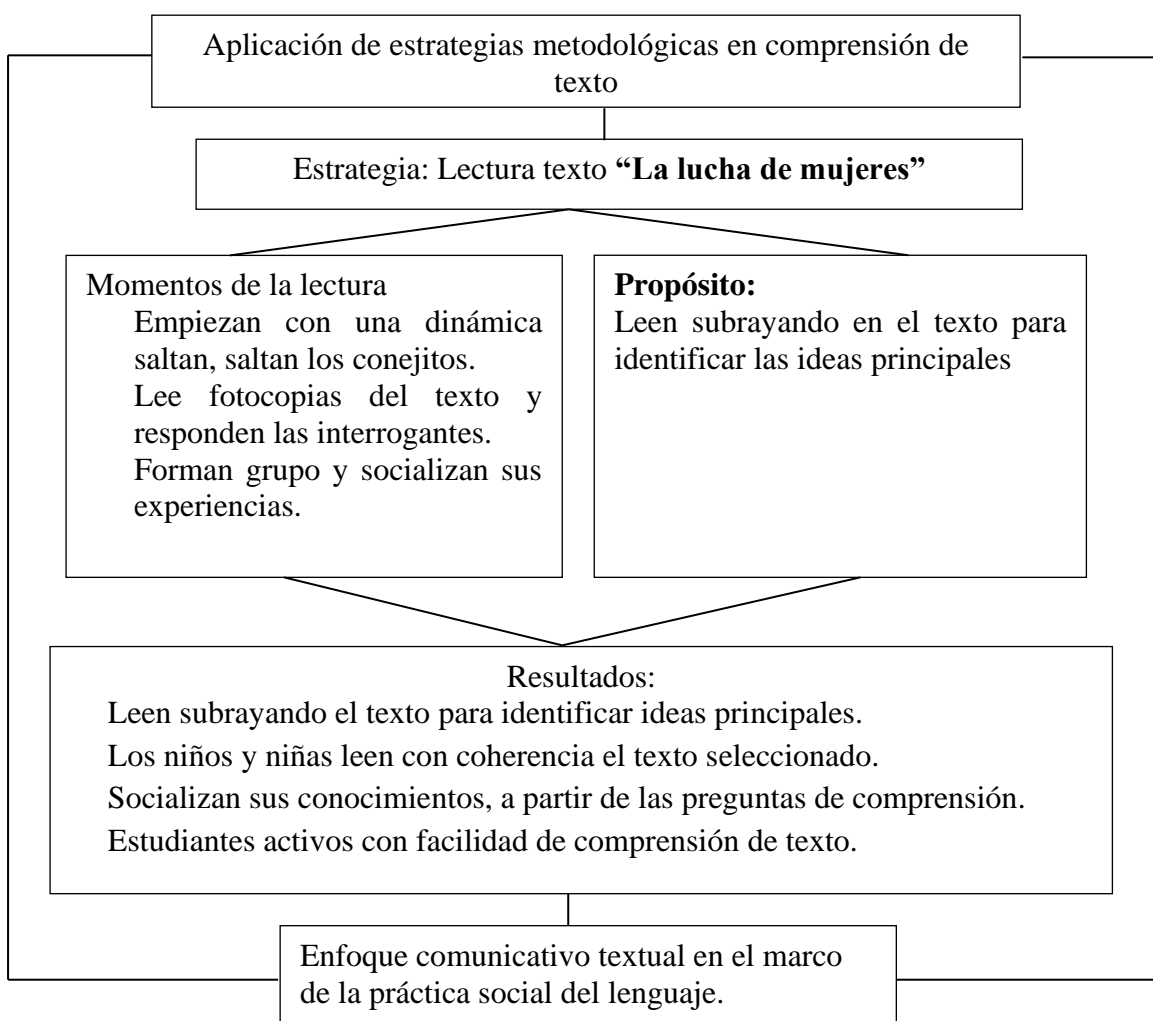 Aplicación de estrategias metodológicas en comprensión de
texto
Estrategia: Lectura texto “La lucha de mujeres”
Momentos de la lectura
Empiezan con una dinámica
saltan, saltan los conejitos.
Lee fotocopias del texto y
responden las interrogantes.
Forman grupo y socializan sus
experiencias.
Propósito:
Leen subrayando en el texto para
identificar las ideas principales
Resultados:
Leen subrayando el texto para identificar ideas principales.
Los niños y niñas leen con coherencia el texto seleccionado.
Socializan sus conocimientos, a partir de las preguntas de comprensión.
Estudiantes activos con facilidad de comprensión de texto.
Enfoque comunicativo textual en el marco
de la práctica social del lenguaje.